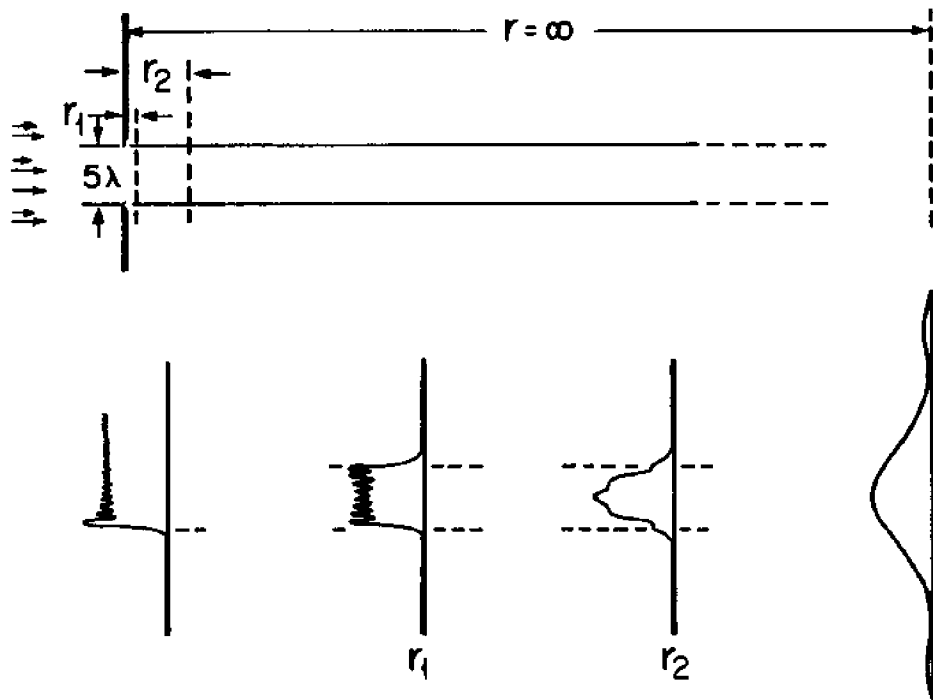 r = ∞
r₂
r₁
5λ
r₁
r₂